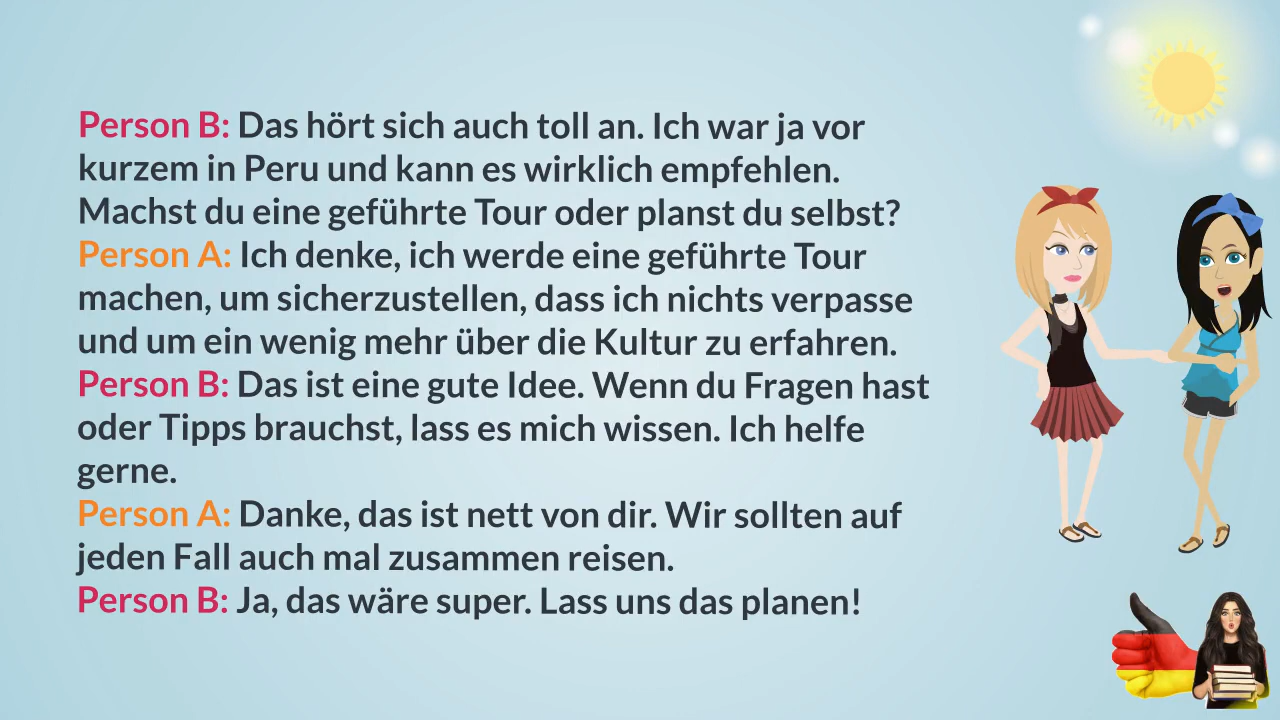 Person B: Das hört sich auch toll an. Ich war ja vor
kurzem in Peru und kann es wirklich empfehlen.
Machst du eine geführte Tour oder planst du selbst?
Person A: Ich denke, ich werde eine geführte Tour
machen, um sicherzustellen, dass ich nichts verpasse
und um ein wenig mehr über die Kultur zu erfahren.
Person B: Das ist eine gute Idee. Wenn du Fragen hast
oder Tipps brauchst, lass es mich wissen. Ich helfe
gerne.
Person A: Danke, das ist nett von dir. Wir sollten auf
jeden Fall auch mal zusammen reisen.
Person B: Ja, das wäre super. Lass uns das planen!